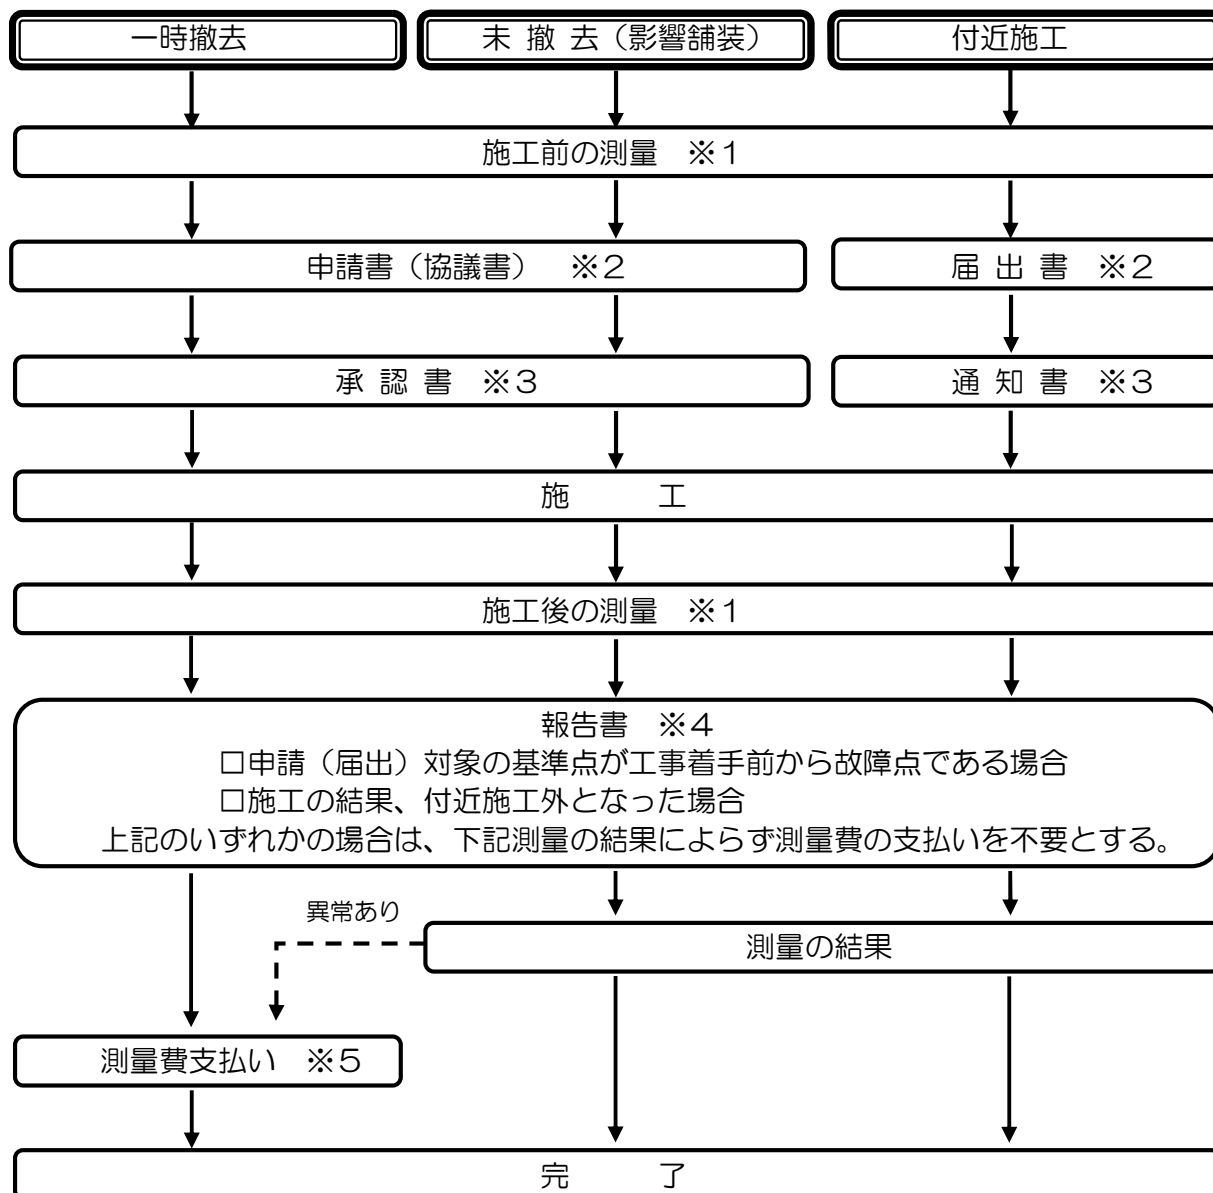 一時撤去
未 撤 去（影響舗装）
付近施工
施工前の測量　※１
申請書（協議書）　※２
届 出 書　※２
承 認 書　※３
通 知 書　※３
施　　　工
施工後の測量　※１
報告書　※４
□申請（届出）対象の基準点が工事着手前から故障点である場合
□施工の結果、付近施工外となった場合
上記のいずれかの場合は、下記測量の結果によらず測量費の支払いを不要とする。
異常あり
測量の結果
測量費支払い　※５
完　　　了